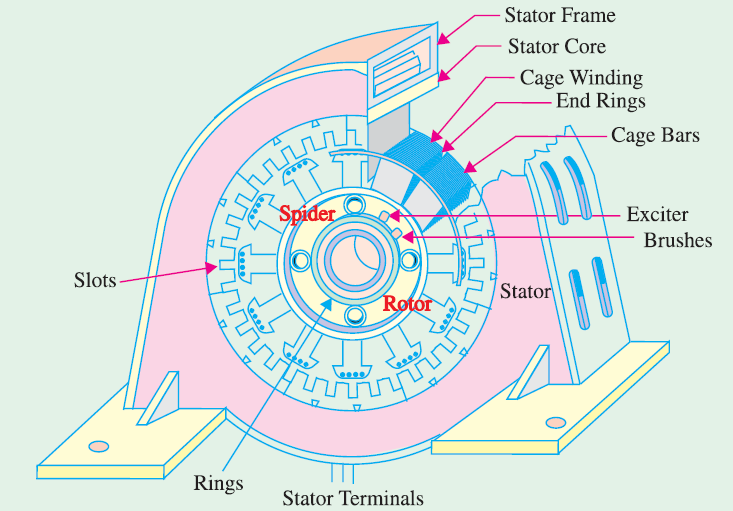 Stator Frame
Stator Core
Cage Winding
End Rings
Cage Bars
Spider
Exciter
Brushes
Slots
Stator
Rotor
Rings
Stator Terminals